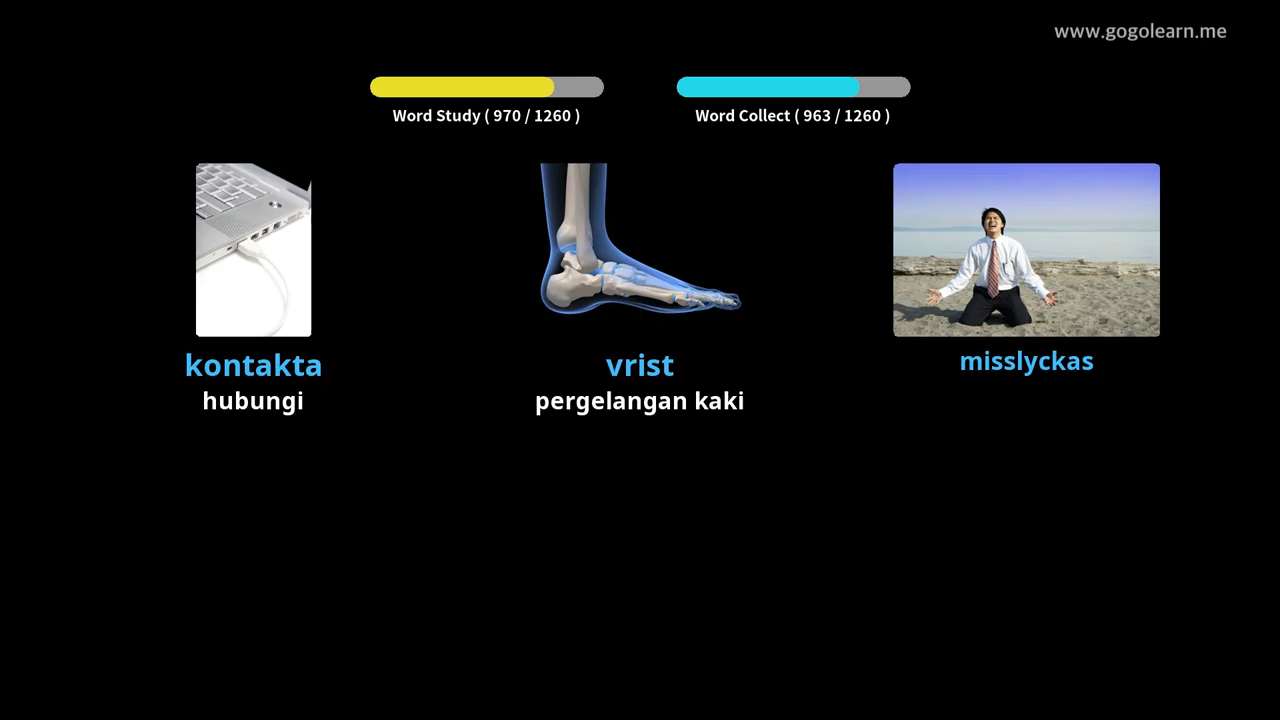 www.gogolearn.me
Word Study ( 970 / 1260 )
Word Collect ( 963 / 1260 )
kontakta
hubungi
vrist
pergelangan kaki
misslyckas